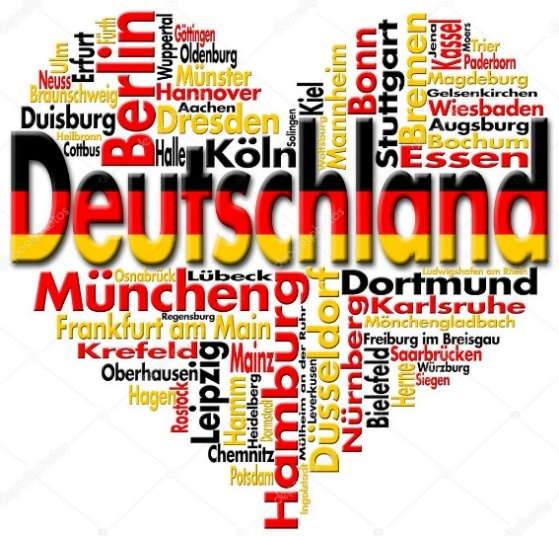 Ulm
Fürth
Erfurt
Neuss
Braunschweig
Duisburg
Heilbronn
Cottbus
Berlin
Wuppertal
Göttingen
Oldenburg
Münster
Hannover
Aachen
Dresden
Halle
Köln
Solingen
Kiel
Wolfsburg
Mannheim
Bonn
Stuttgart
Bremen
Jena
Kassel
Moers
Trier
Paderborn
Magdeburg
Gelsenkirchen
Wiesbaden
Augsburg
Bochum
Essen
Deutschland
Osnabrück
Lübeck
München
Regensburg
Frankfurt am Main
Krefeld
Oberhausen
Hagen
Rostock
Leipzig
Hamm
Mainz
Heidelberg
Darmstadt
Chemnitz
Potsdam
Hamburg
Ingolstadt
Mülheim an der Ruhr
Leverkusen
Düsseldorf
Nürnberg
Ludwigshafen am Rhein
Dortmund
Karlsruhe
Mönchengladbach
Freiburg im Breisgau
Bielefeld
Saarbrücken
Herne
Würzburg
Siegen